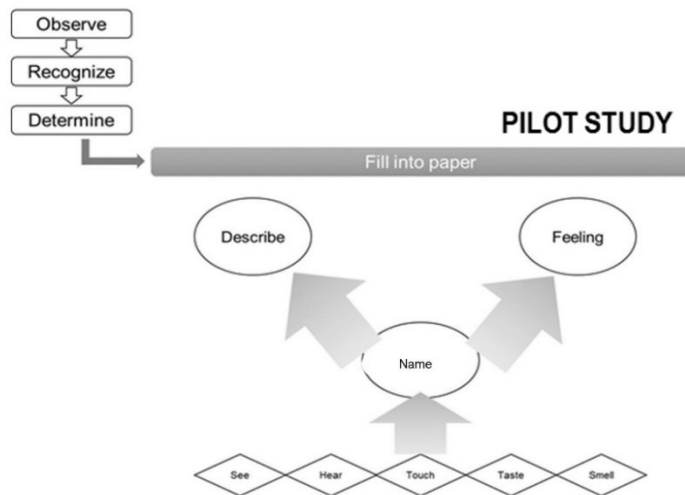 Observe
Recognize
Determine
PILOT STUDY
Fill into paper
Describe
Feeling
Name
See
Hear
Touch
Taste
Smell